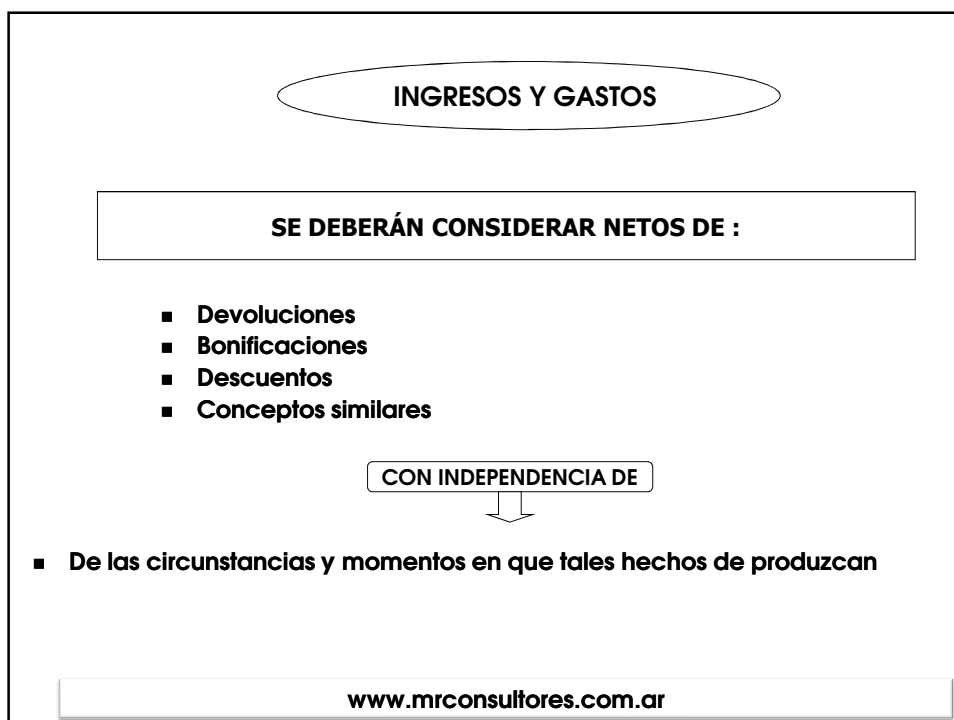 INGRESOS Y GASTOS
SE DEBERÁN CONSIDERAR NETOS DE :
▪ Devoluciones
▪ Bonificaciones
▪ Descuentos
▪ Conceptos similares
CON INDEPENDENCIA DE
▪ De las circunstancias y momentos en que tales hechos de produzcan
www.mrconsultores.com.ar